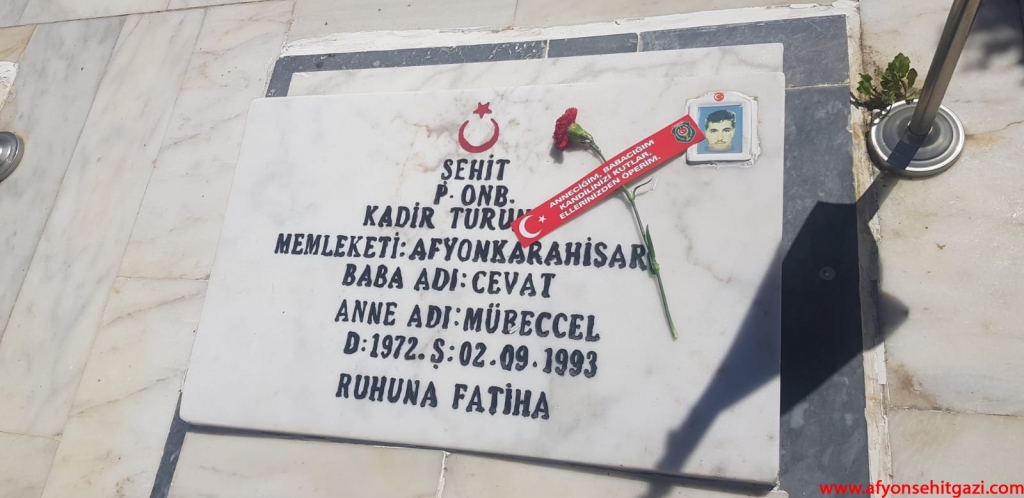 ŞEHİT
P. ONB.
KADİR
MEMLEKETİ:AFYONKARAHİSAR
BABA ADI:CEVAT
ANNE ADI:MÜBECCEL
D:1972. Ş:02.09.1993
RUHUNA FATİHA
ANNECİĞİM, BABACIĞIM
KANDİLİNİZİ KUTLAR,
ELLERİNİZDEN ÖPERİM.
www.afyonsehitgazi.com